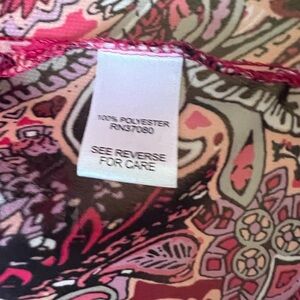 100% POLYESTER
RN37080
SEE REVERSE
FOR CARE